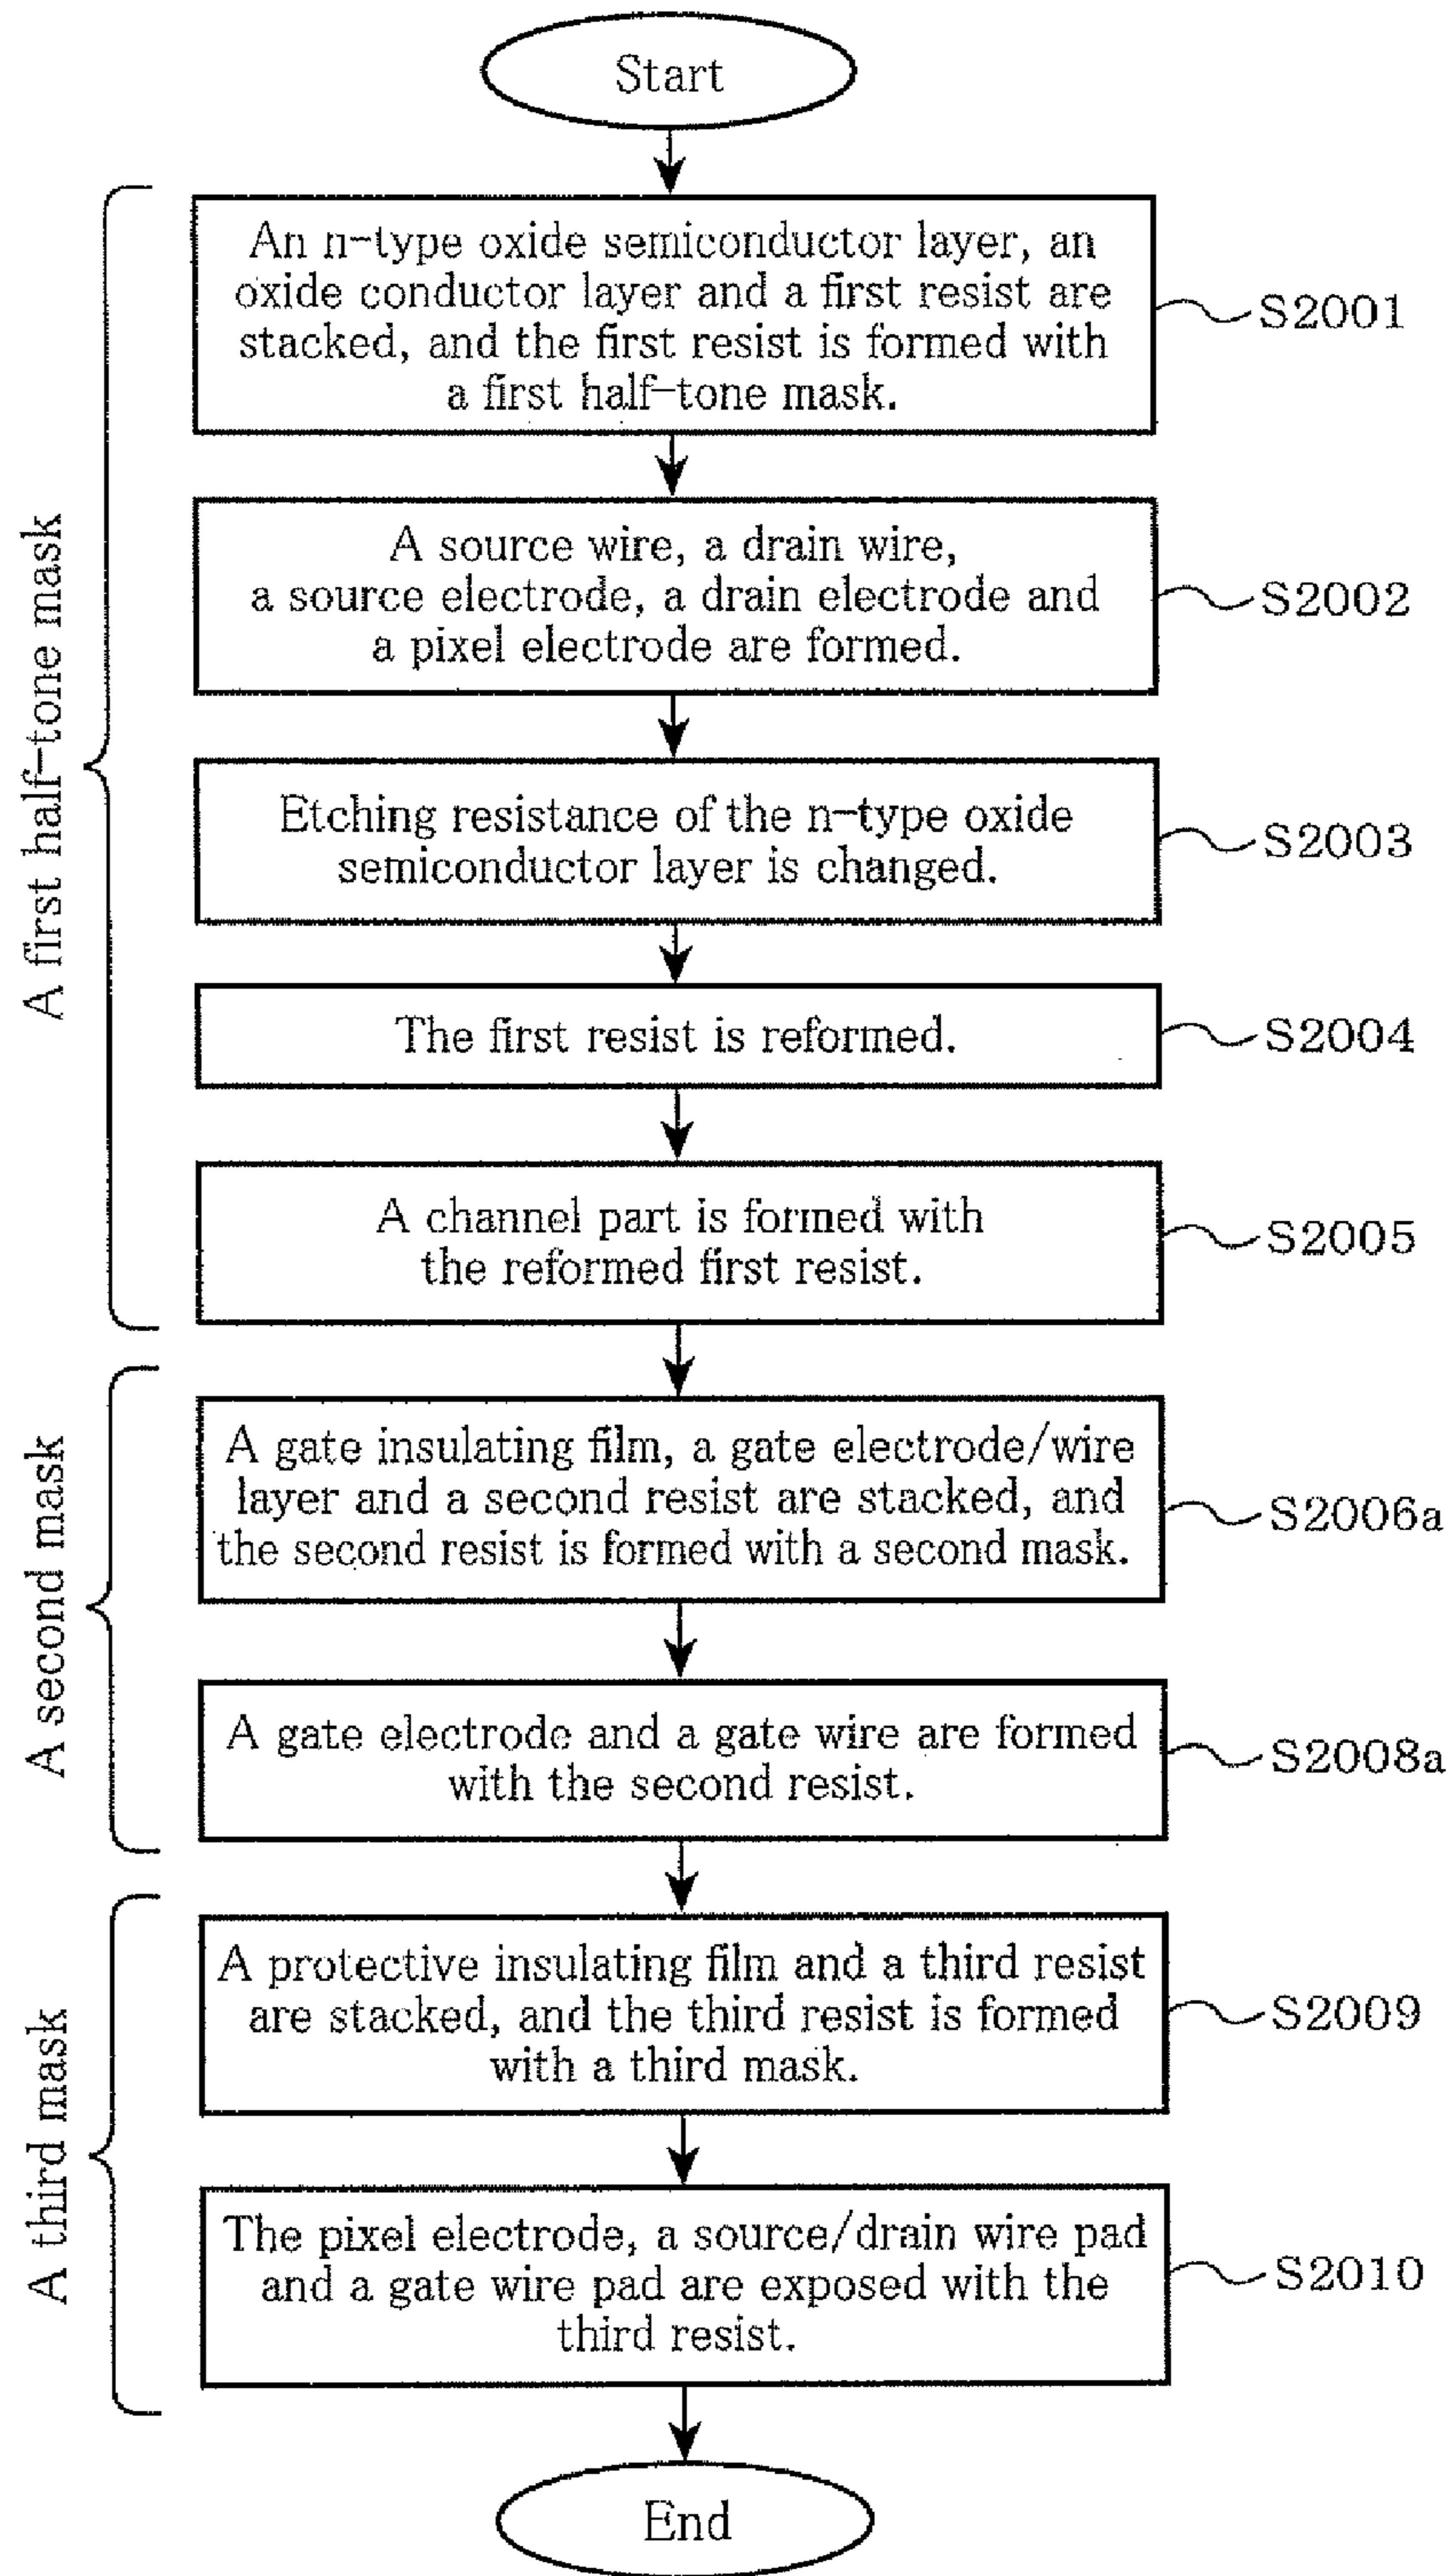 Start
A first half-tone mask
An n-type oxide semiconductor layer, an
oxide conductor layer and a first resist are
stacked, and the first resist is formed with
a first half-tone mask.
S2001
A source wire, a drain wire,
a source electrode, a drain electrode and
a pixel electrode are formed.
S2002
Etching resistance of the n-type oxide
semiconductor layer is changed.
S2003
The first resist is reformed.
S2004
A channel part is formed with
the reformed first resist.
S2005
A second mask
A gate insulating film, a gate electrode/wire
layer and a second resist are stacked, and
the second resist is formed with a second mask.
S2006a
A gate electrode and a gate wire are formed
with the second resist.
S2008a
A third mask
A protective insulating film and a third resist
are stacked, and the third resist is formed
with a third mask.
S2009
The pixel electrode, a source/drain wire pad
and a gate wire pad are exposed with the
third resist.
S2010
End